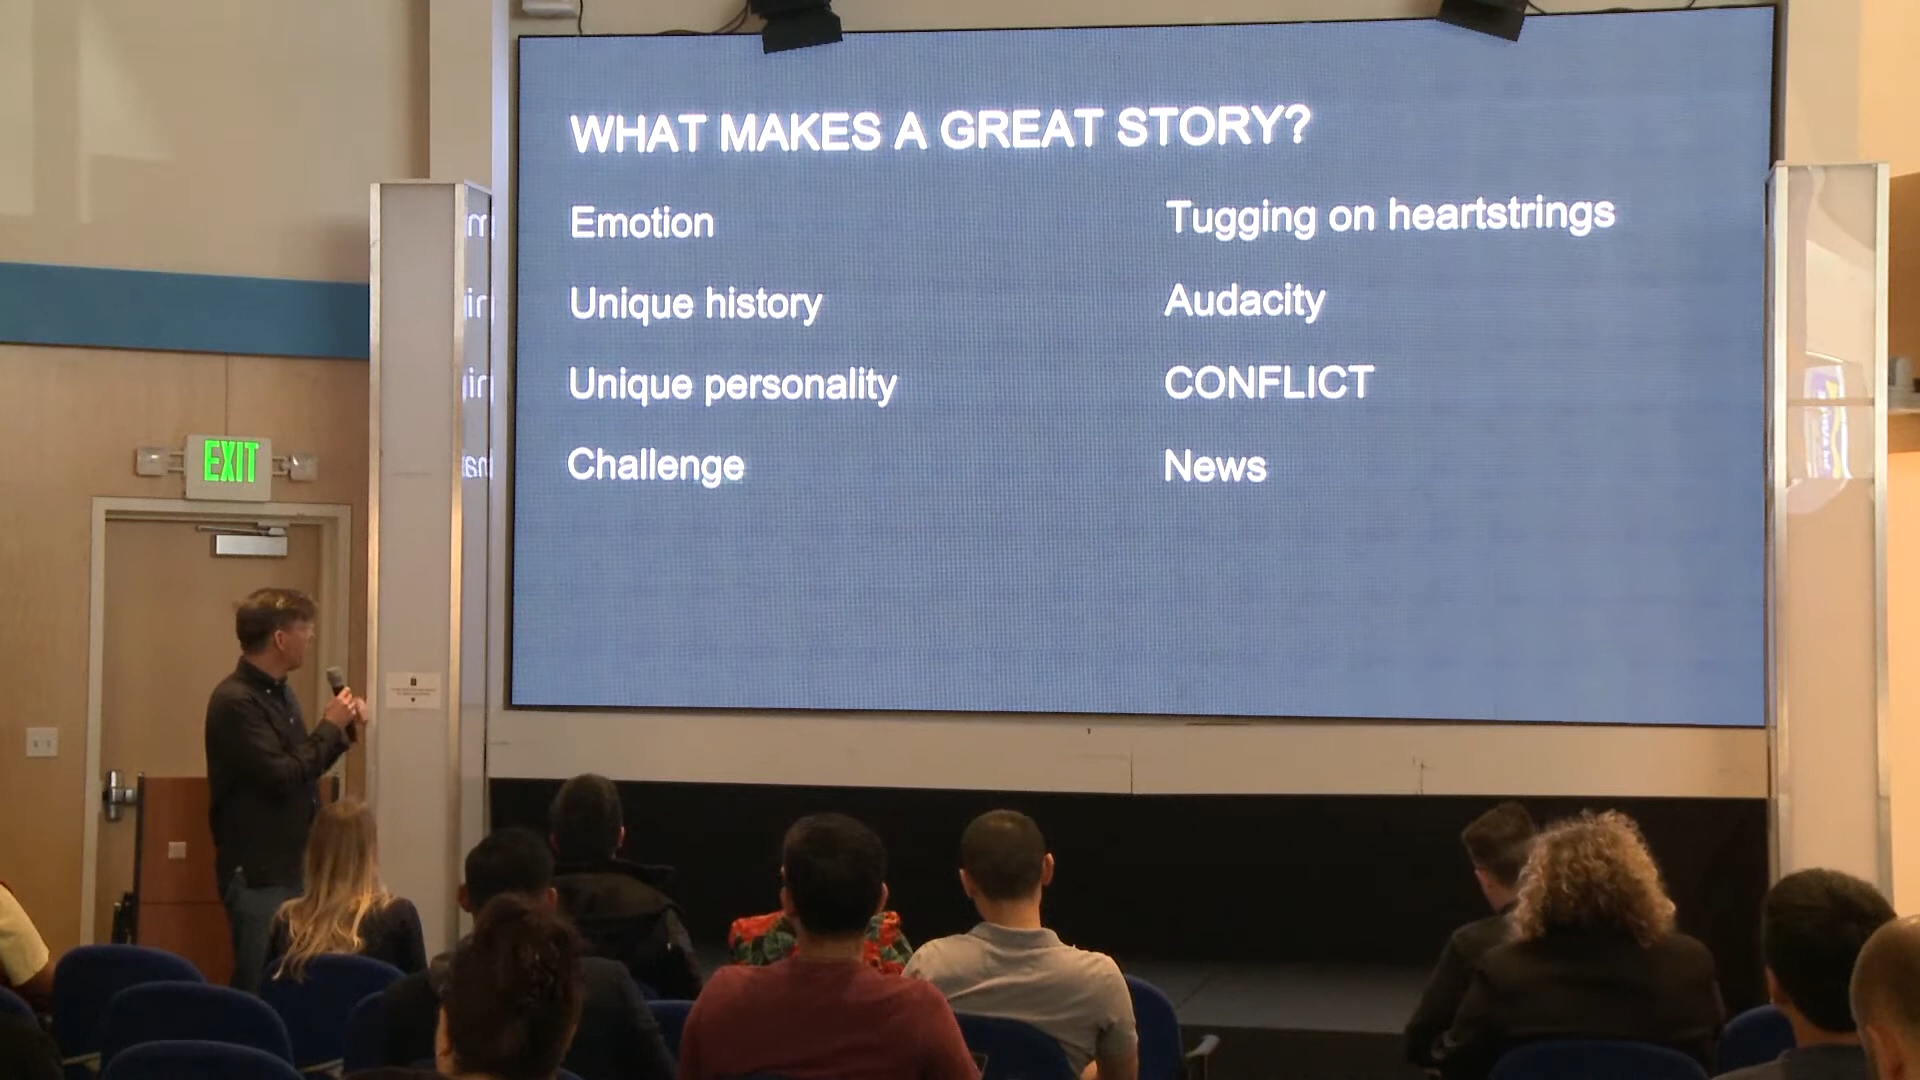 WHAT MAKES A GREAT STORY?
Emotion
Unique history
Unique personality
Challenge
Tugging on heartstrings
Audacity
CONFLICT
News
EXIT